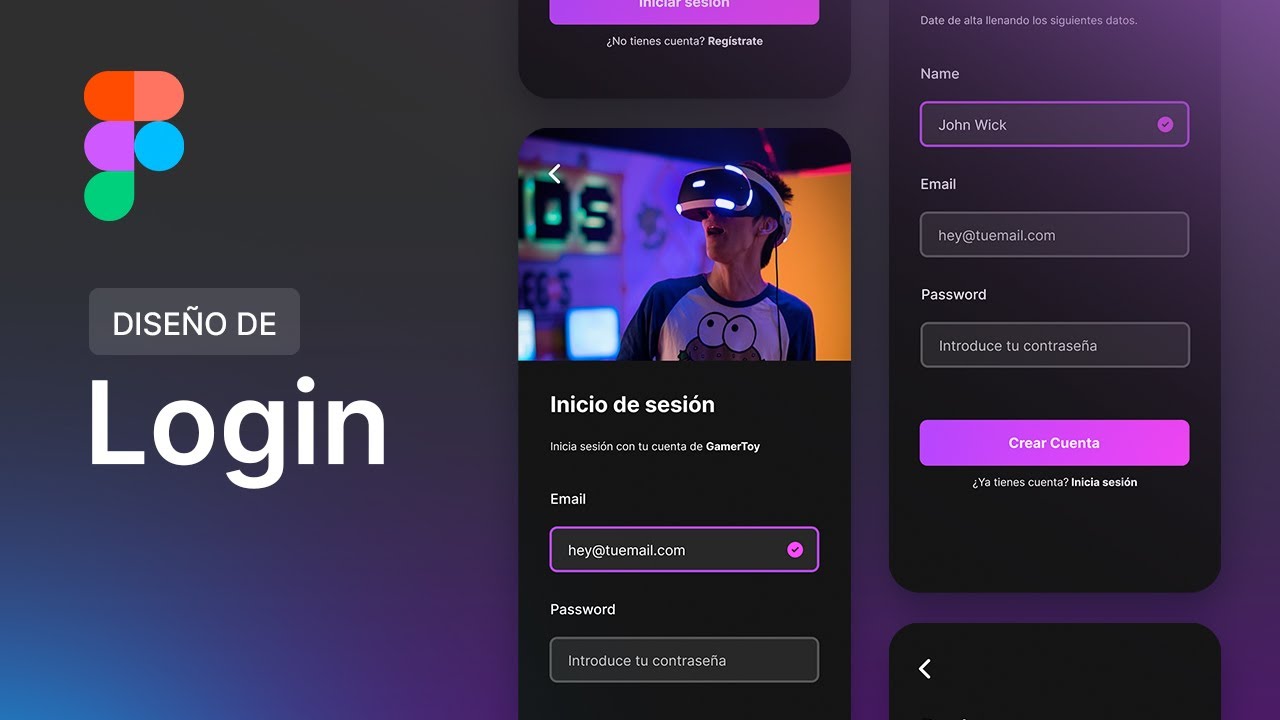 DISEÑO DE
Login
Iniciar sesión
¿No tienes cuenta? Regístrate
Inicio de sesión
Inicia sesión con tu cuenta de GamerToy
Email
hey@tuemail.com
Password
Introduce tu contraseña
Date de alta llenando los siguientes datos.
Name
John Wick
Email
hey@tuemail.com
Password
Introduce tu contraseña
Crear Cuenta
¿Ya tienes cuenta? Inicia sesión